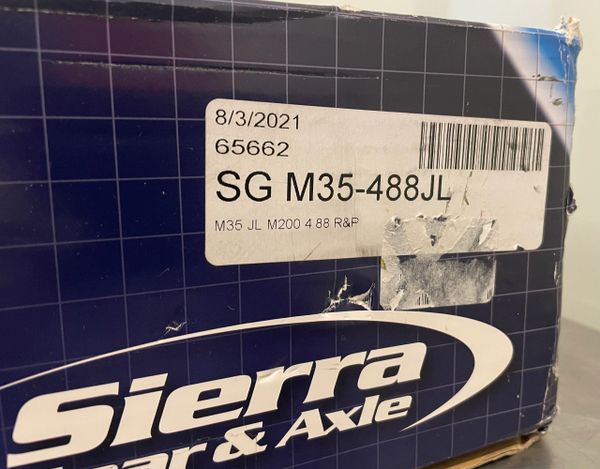 8/3/2021
65662
SG M35-488JL
M35 JL M200 4.88 R&P
Sierra
Gear & Axle